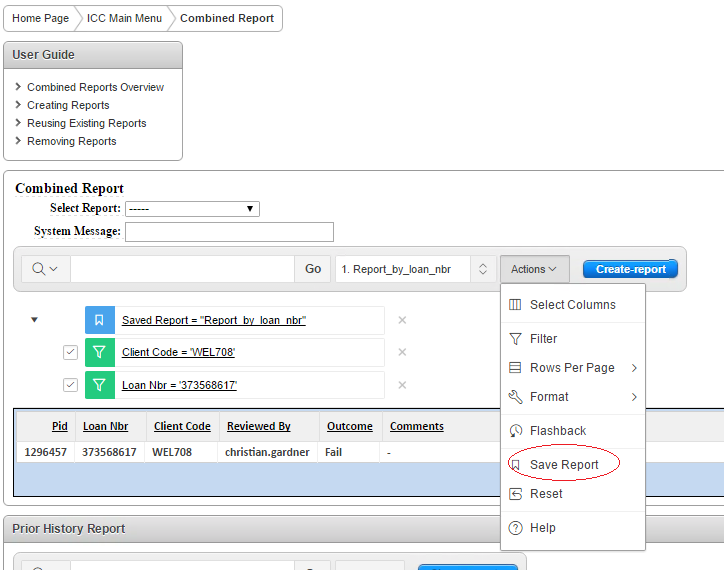 Home Page ICC Main Menu Combined Report
User Guide
Combined Reports Overview
Creating Reports
Reusing Existing Reports
Removing Reports
Combined Report
Select Report: -----
System Message:
Go 1. Report_by_loan_nbr Actions Create-report
Saved Report = "Report_by_loan_nbr"
Client Code = 'WEL708'
Loan Nbr = '373568617'
Pid Loan Nbr Client Code Reviewed By Outcome Comments
1296457 373568617 WEL708 christian.gardner Fail -
Select Columns
Filter
Rows Per Page
Format
Flashback
Save Report
Reset
Help
Prior History Report